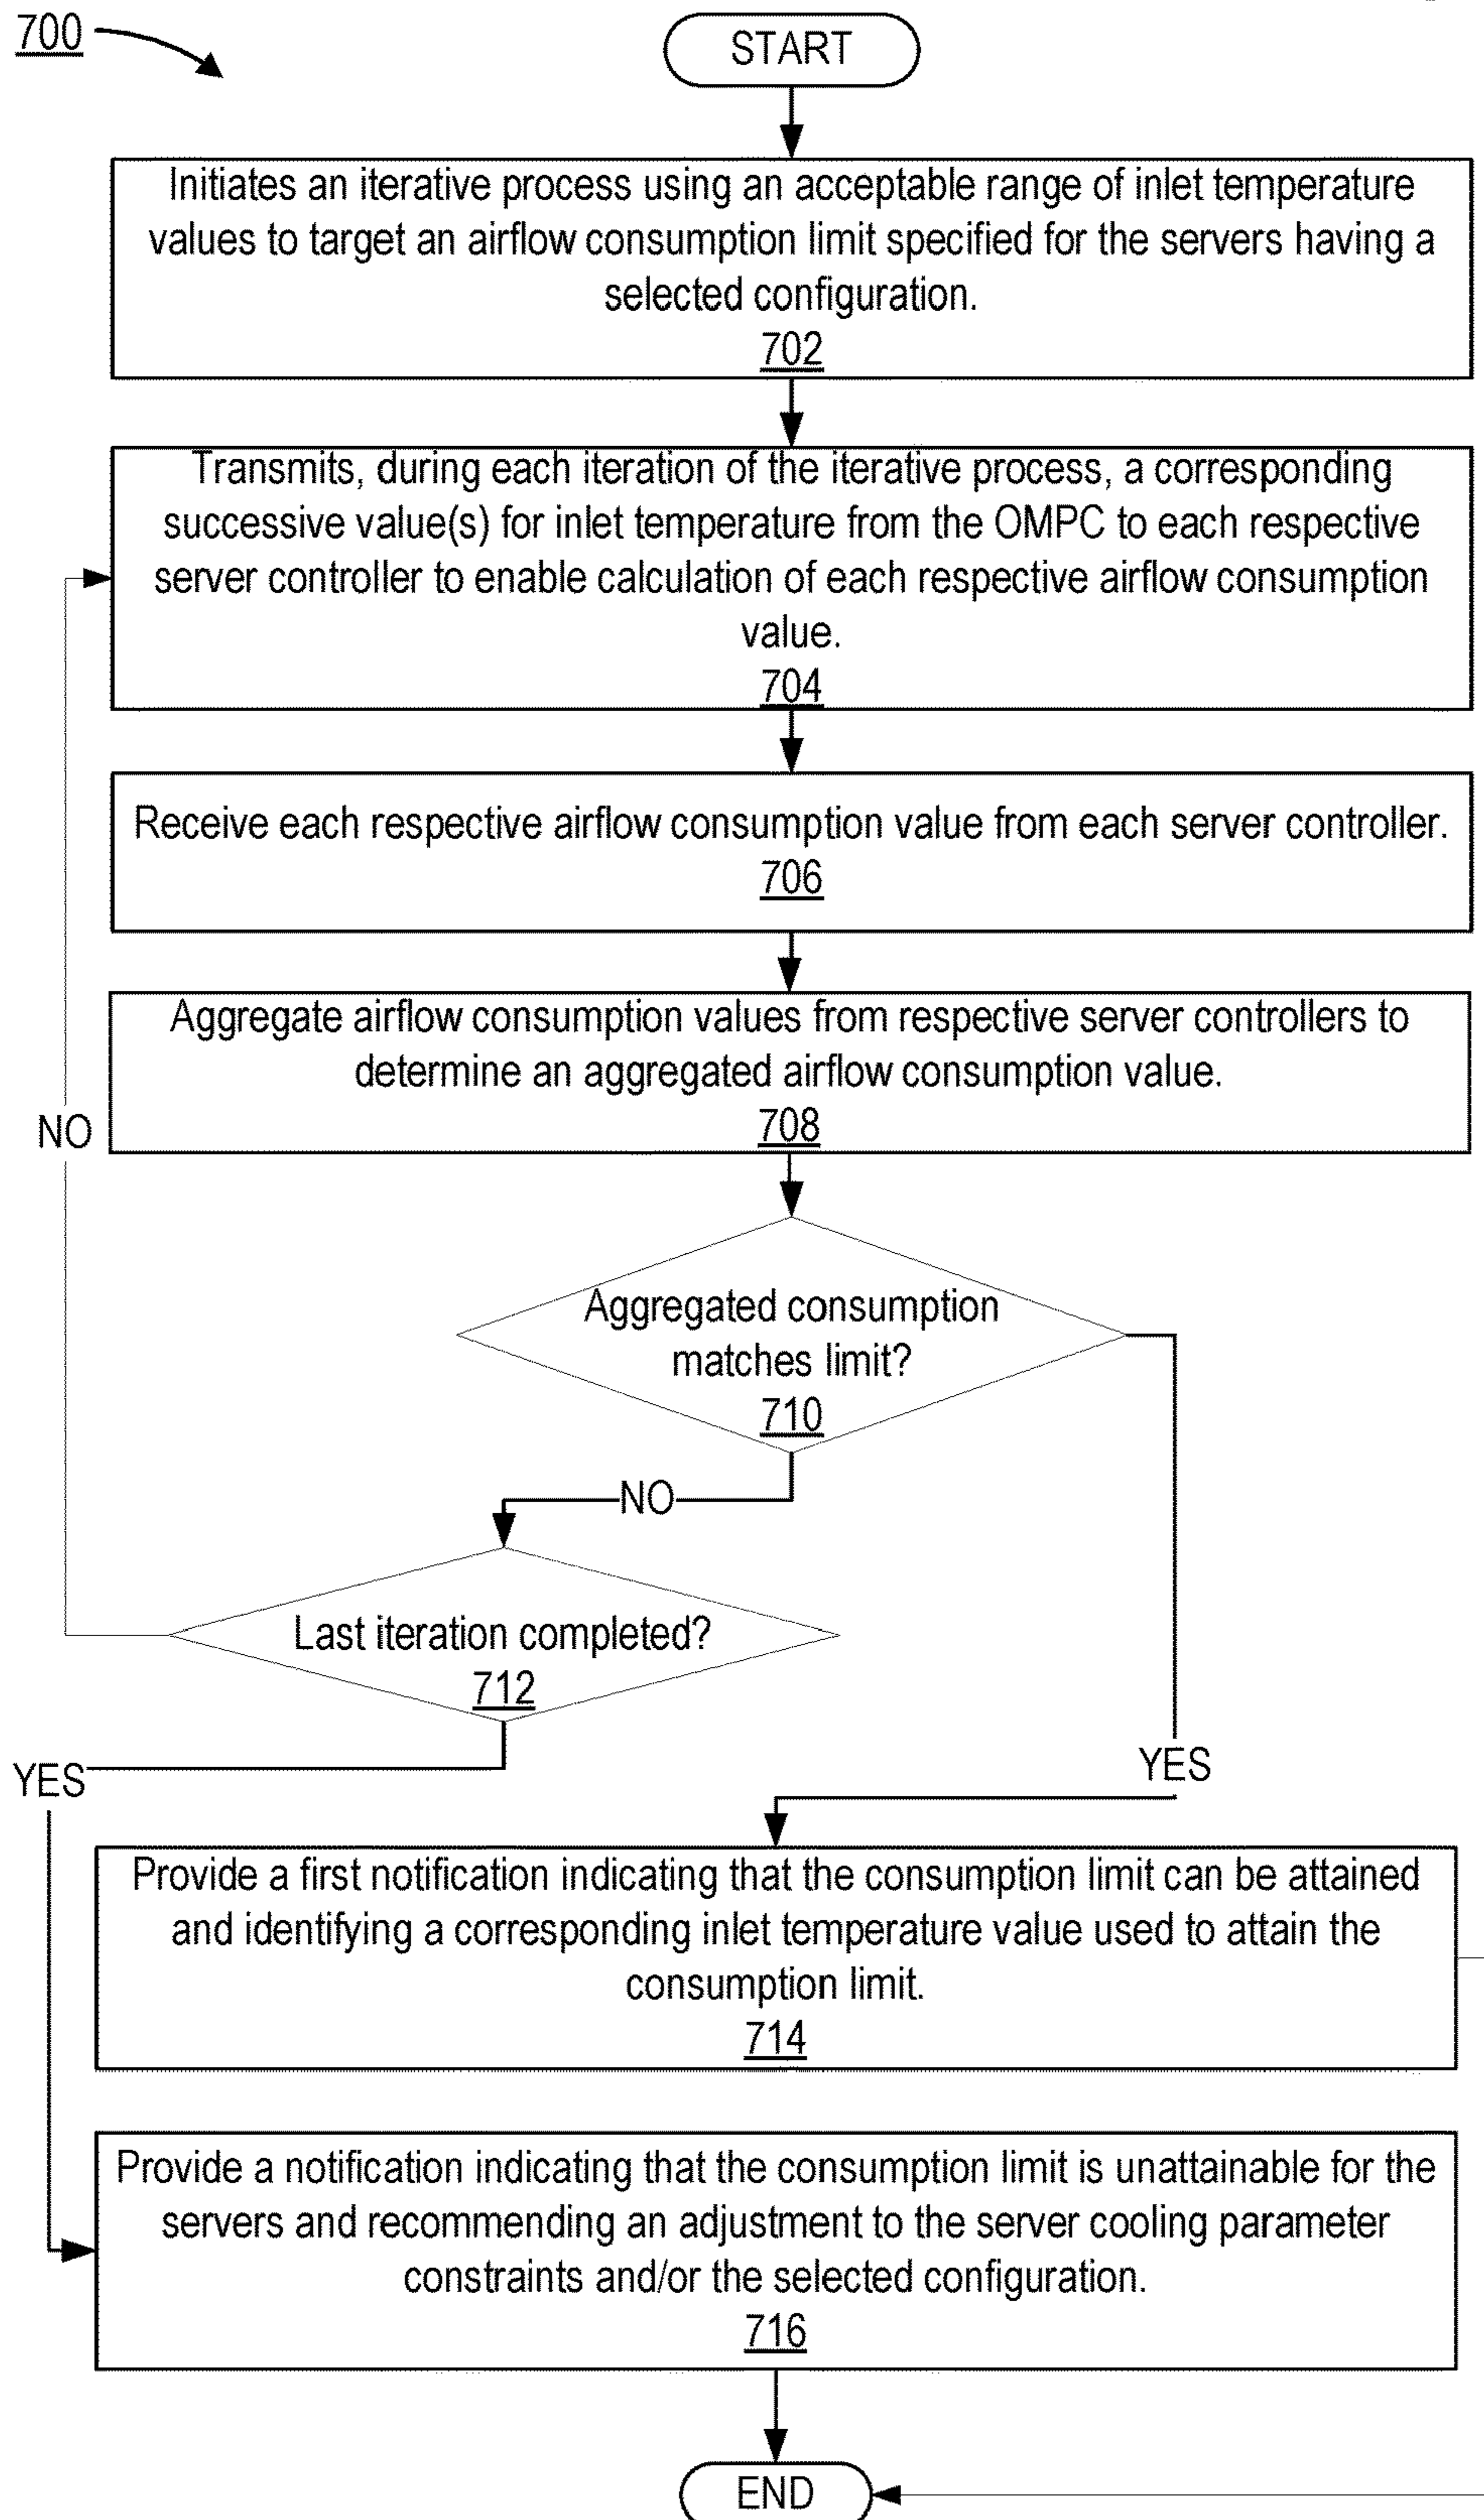 700
START
Initiates an iterative process using an acceptable range of inlet temperature
values to target an airflow consumption limit specified for the servers having a
selected configuration.
702
Transmits, during each iteration of the iterative process, a corresponding
successive value(s) for inlet temperature from the OMPC to each respective
server controller to enable calculation of each respective airflow consumption
value.
704
Receive each respective airflow consumption value from each server controller.
706
Aggregate airflow consumption values from respective server controllers to
determine an aggregated airflow consumption value.
708
NO
Aggregated consumption
matches limit?
710
NO
Last iteration completed?
712
YES
YES
Provide a first notification indicating that the consumption limit can be attained
and identifying a corresponding inlet temperature value used to attain the
consumption limit.
714
Provide a notification indicating that the consumption limit is unattainable for the
servers and recommending an adjustment to the server cooling parameter
constraints and/or the selected configuration.
716
END